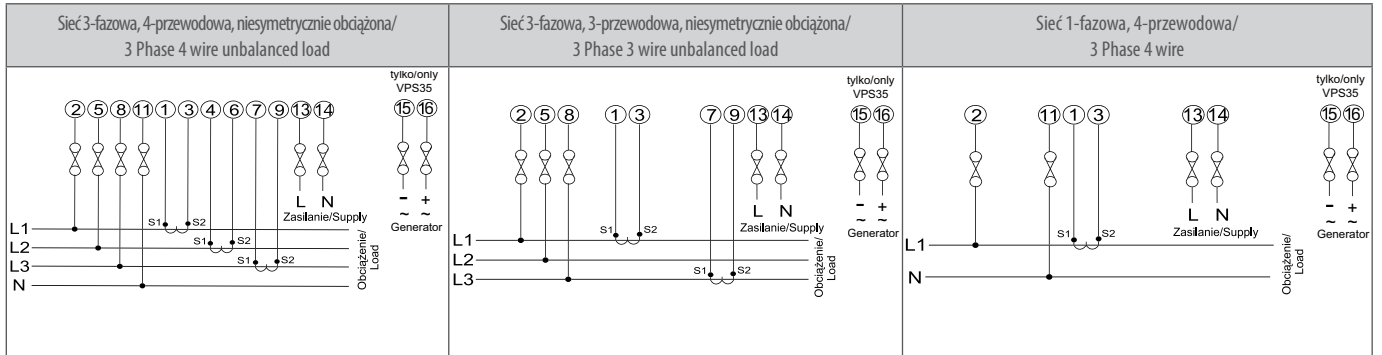 Sieć 3-fazowa, 4-przewodowa, niesymetrycznie obciążona/
3 Phase 4 wire unbalanced load
tylko/only
VPS35
2 5 8 11 1 3 4 6 7 9 13 14 15 16
L N - +
~ ~
Zasilanie/Supply Generator
S1 S2
L1
S1 S2
L2
S1 S2
L3
N
Obciążenie/
Load
Sieć 3-fazowa, 3-przewodowa, niesymetrycznie obciążona/
3 Phase 3 wire unbalanced load
tylko/only
VPS35
2 5 8 1 3 7 9 13 14 15 16
L N - +
~ ~
Zasilanie/Supply Generator
S1 S2
L1
L2
S1 S2
L3
Obciążenie/
Load
Sieć 1-fazowa, 4-przewodowa/
3 Phase 4 wire
tylko/only
VPS35
2 11 1 3 13 14 15 16
L N - +
~ ~
Zasilanie/Supply Generator
S1 S2
L1
N
Obciążenie/
Load